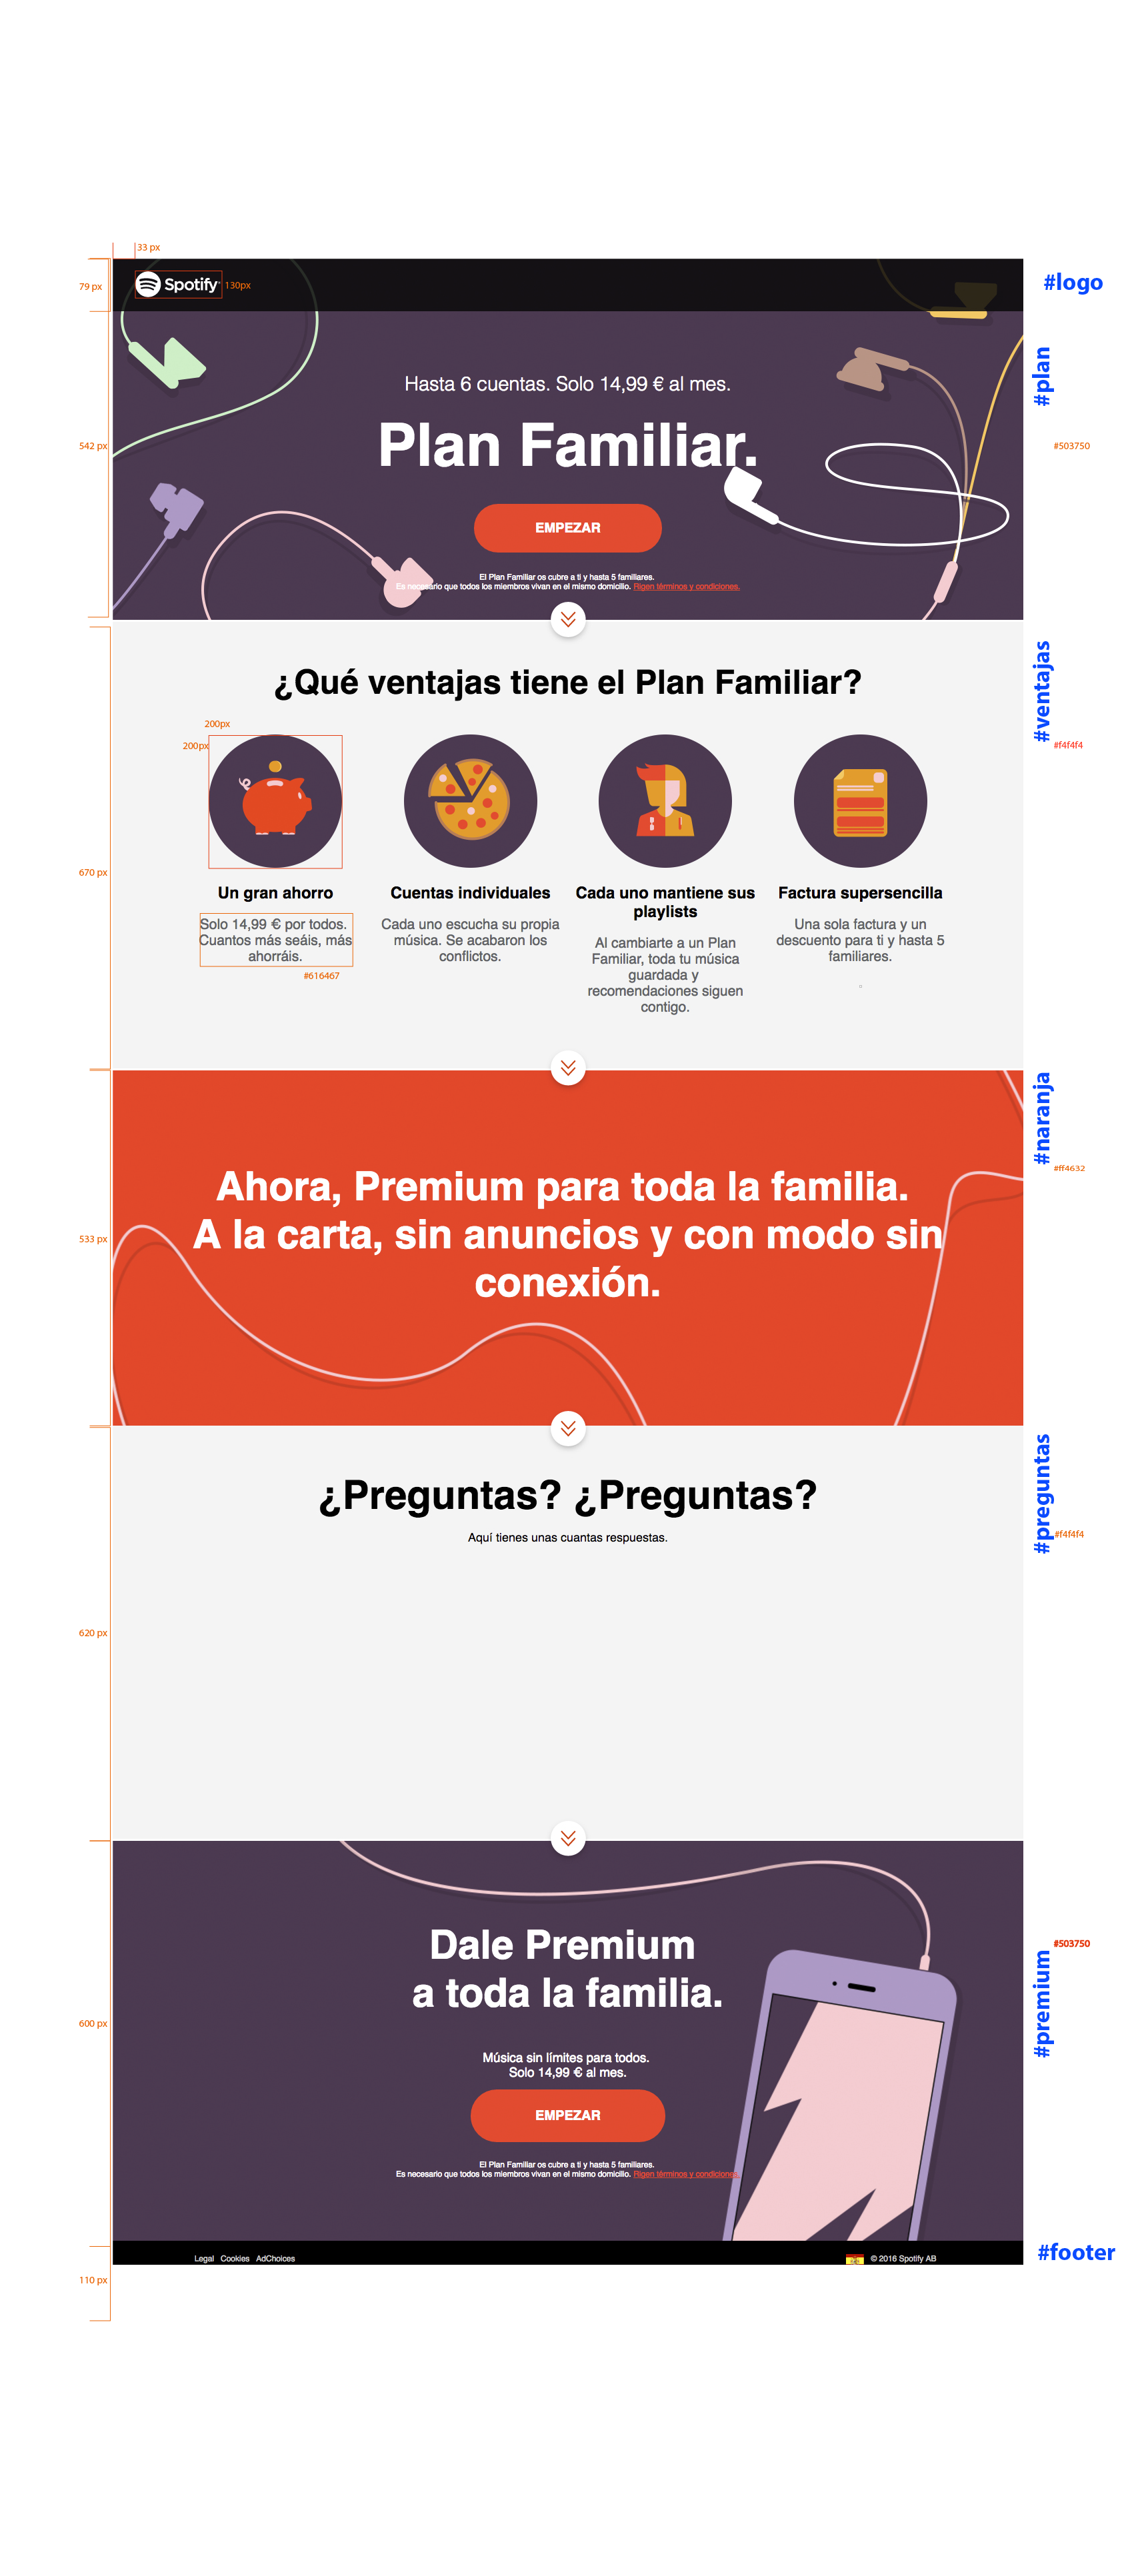 33 px
79 px
Spotify
130px
#logo
#plan
Hasta 6 cuentas. Solo 14,99 € al mes.
542 px
Plan Familiar.
#503750
EMPEZAR
El Plan Familiar os cubre a ti y hasta 5 familiares.
Es necesario que todos los miembros vivan en el mismo domicilio. Rigen términos y condiciones.
#ventajas
¿Qué ventajas tiene el Plan Familiar?
#f4f4f4
200px
200px
670 px
Un gran ahorro
Solo 14,99 € por todos.
Cuantos más seáis, más
ahorráis.
#616467
Cuentas individuales
Cada uno escucha su propia
música. Se acabaron los
conflictos.
Cada uno mantiene sus
playlists
Al cambiarte a un Plan
Familiar, toda tu música
guardada y
recomendaciones siguen
contigo.
Factura supersencilla
Una sola factura y un
descuento para ti y hasta 5
familiares.
#naranja
#ff4632
533 px
Ahora, Premium para toda la familia.
A la carta, sin anuncios y con modo sin
conexión.
#preguntas
#f4f4f4
¿Preguntas? ¿Preguntas?
Aquí tienes unas cuantas respuestas.
620 px
#503750
#premium
600 px
Dale Premium
a toda la familia.
Música sin límites para todos.
Solo 14,99 € al mes.
EMPEZAR
El Plan Familiar os cubre a ti y hasta 5 familiares.
Es necesario que todos los miembros vivan en el mismo domicilio. Rigen términos y condiciones.
#footer
Legal Cookies AdChoices
© 2016 Spotify AB
110 px